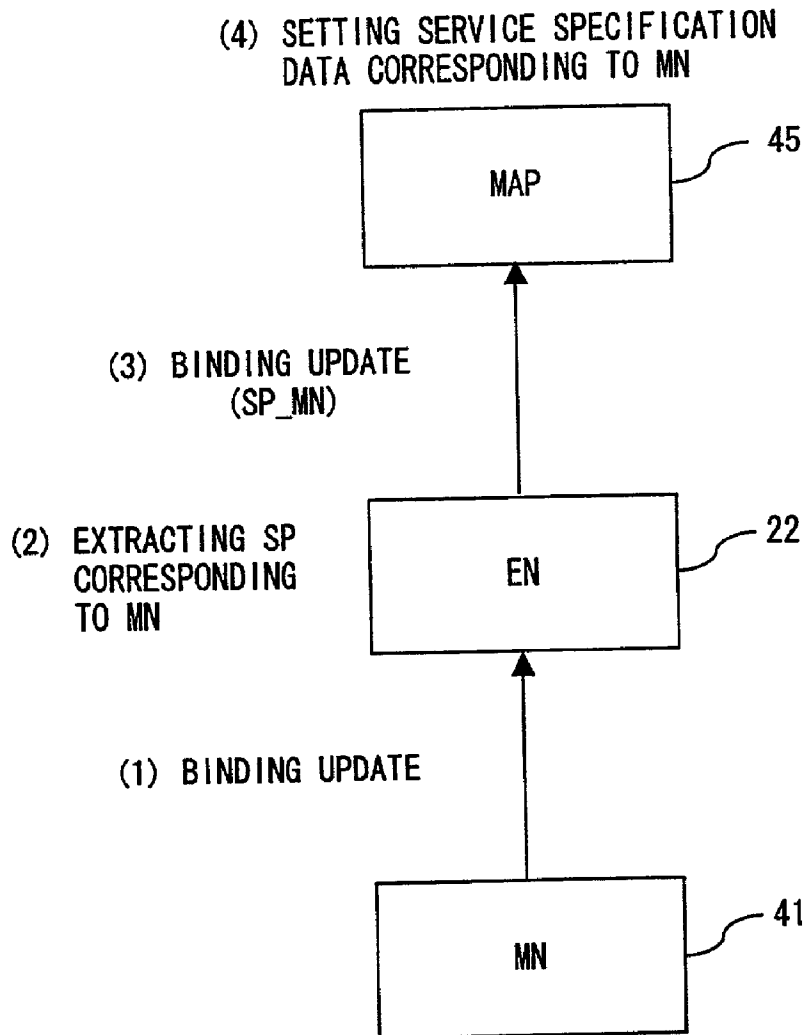 (4) SETTING SERVICE SPECIFICATION
DATA CORRESPONDING TO MN
45
MAP
(3) BINDING UPDATE
(SP_MN)
(2) EXTRACTING SP
CORRESPONDING
TO MN
22
EN
(1) BINDING UPDATE
41
MN